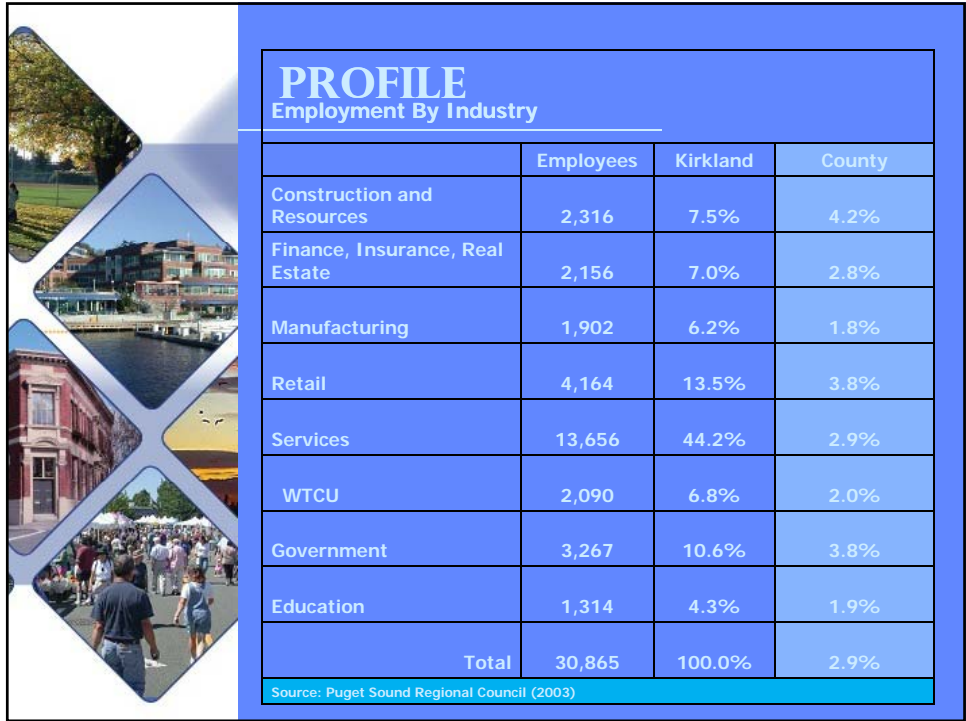 PROFILE
Employment By Industry
Employees Kirkland County
Construction and
Resources 2,316 7.5% 4.2%
Finance, Insurance, Real
Estate 2,156 7.0% 2.8%
Manufacturing 1,902 6.2% 1.8%
Retail 4,164 13.5% 3.8%
Services 13,656 44.2% 2.9%
WTCU 2,090 6.8% 2.0%
Government 3,267 10.6% 3.8%
Education 1,314 4.3% 1.9%
Total 30,865 100.0% 2.9%
Source: Puget Sound Regional Council (2003)